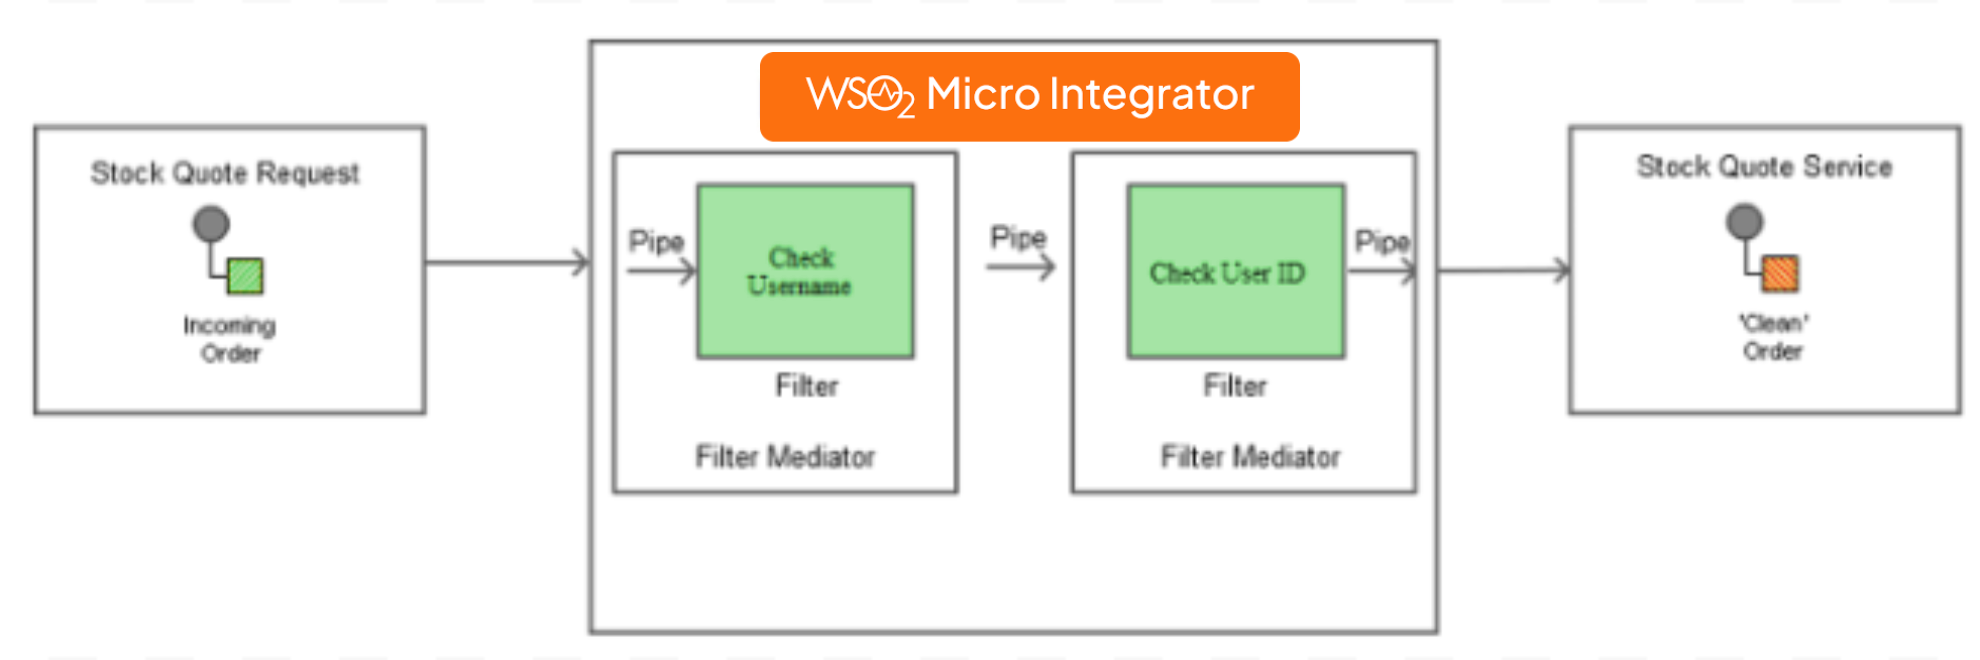 WSO2 Micro Integrator
Stock Quote Request
Incoming
Order
Pipe
Check
Username
Filter
Filter Mediator
Pipe
Check User ID
Pipe
Filter
Filter Mediator
Stock Quote Service
'Clean'
Order